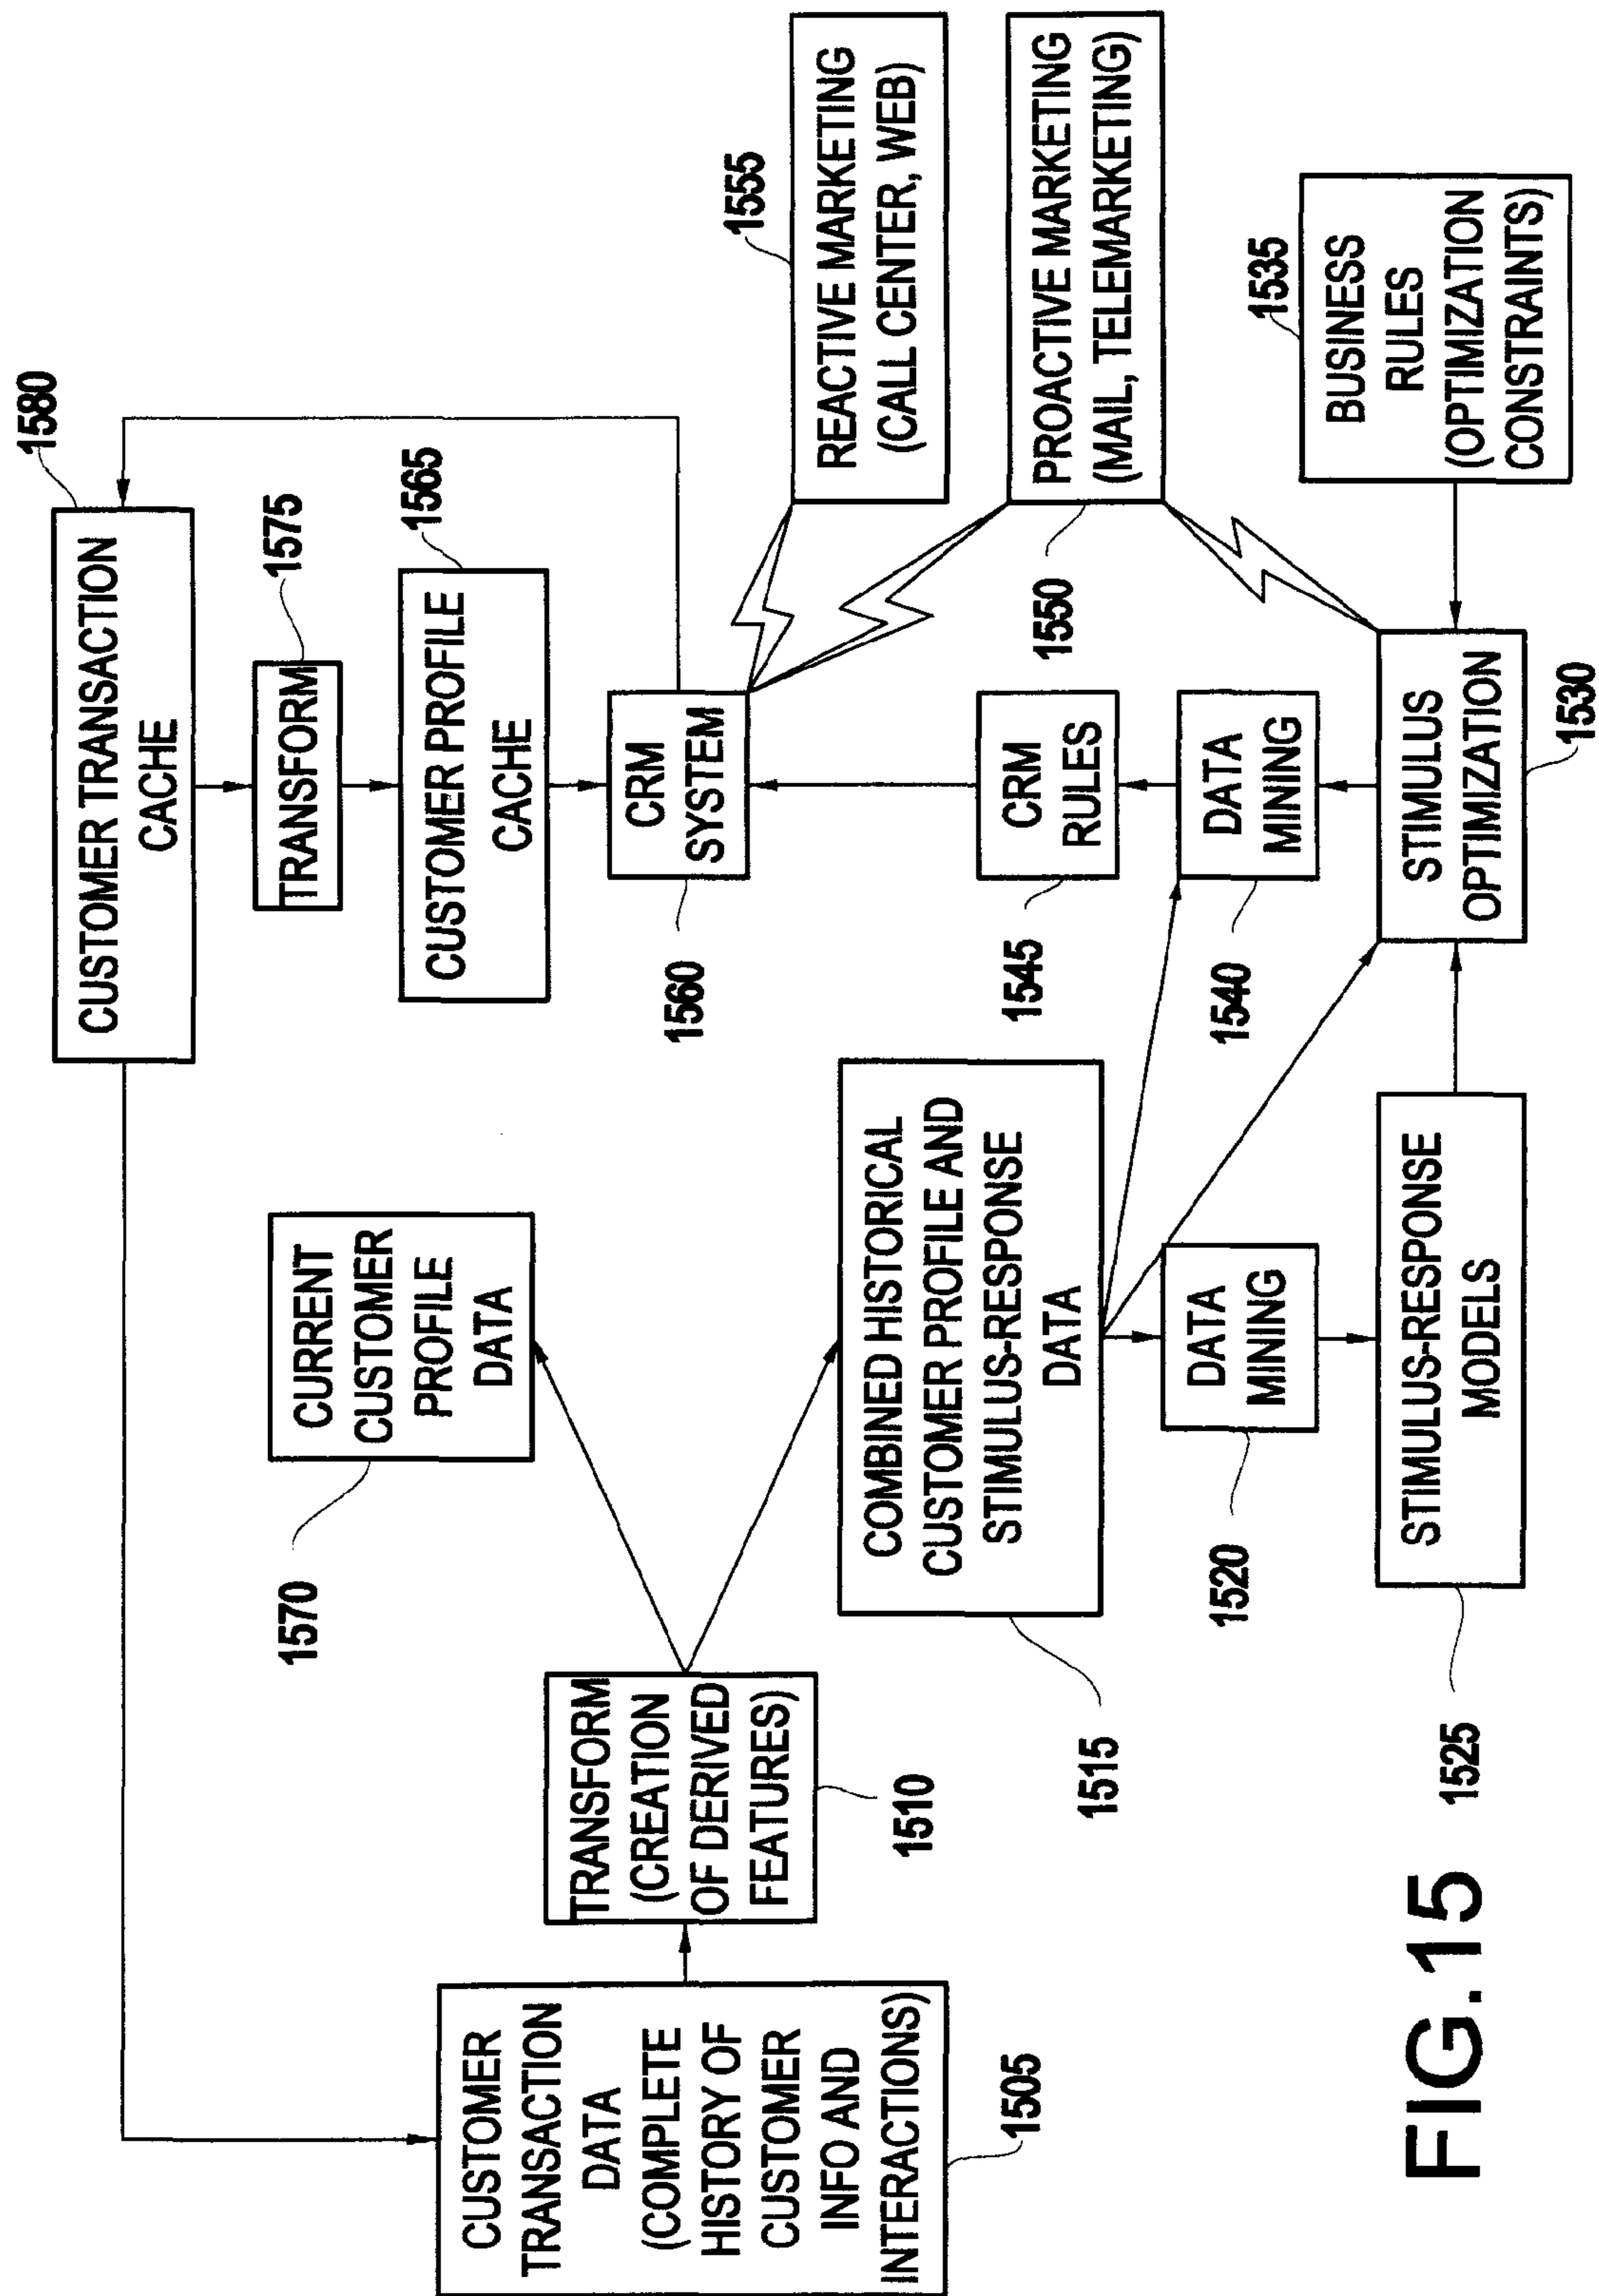 CUSTOMER
TRANSACTION
DATA
(COMPLETE
HISTORY OF
CUSTOMER
INFO AND
INTERACTIONS)
1505
TRANSFORM
(CREATION
OF DERIVED
FEATURES)
1510
1570
CURRENT
CUSTOMER
PROFILE
DATA
COMBINED HISTORICAL
CUSTOMER PROFILE AND
STIMULUS-RESPONSE
DATA
1515
DATA
MINING
1520
STIMULUS-RESPONSE
MODELS
1525
CUSTOMER TRANSACTION
CACHE
1580
TRANSFORM
1575
CUSTOMER PROFILE
CACHE
1565
CRM
SYSTEM
1560
CRM
RULES
1545
DATA
MINING
1540
STIMULUS
OPTIMIZATION
1530
1555
REACTIVE MARKETING
(CALL CENTER, WEB)
PROACTIVE MARKETING
(MAIL, TELEMARKETING)
1550
1535
BUSINESS
RULES
(OPTIMIZATION
CONSTRAINTS)
FIG.15